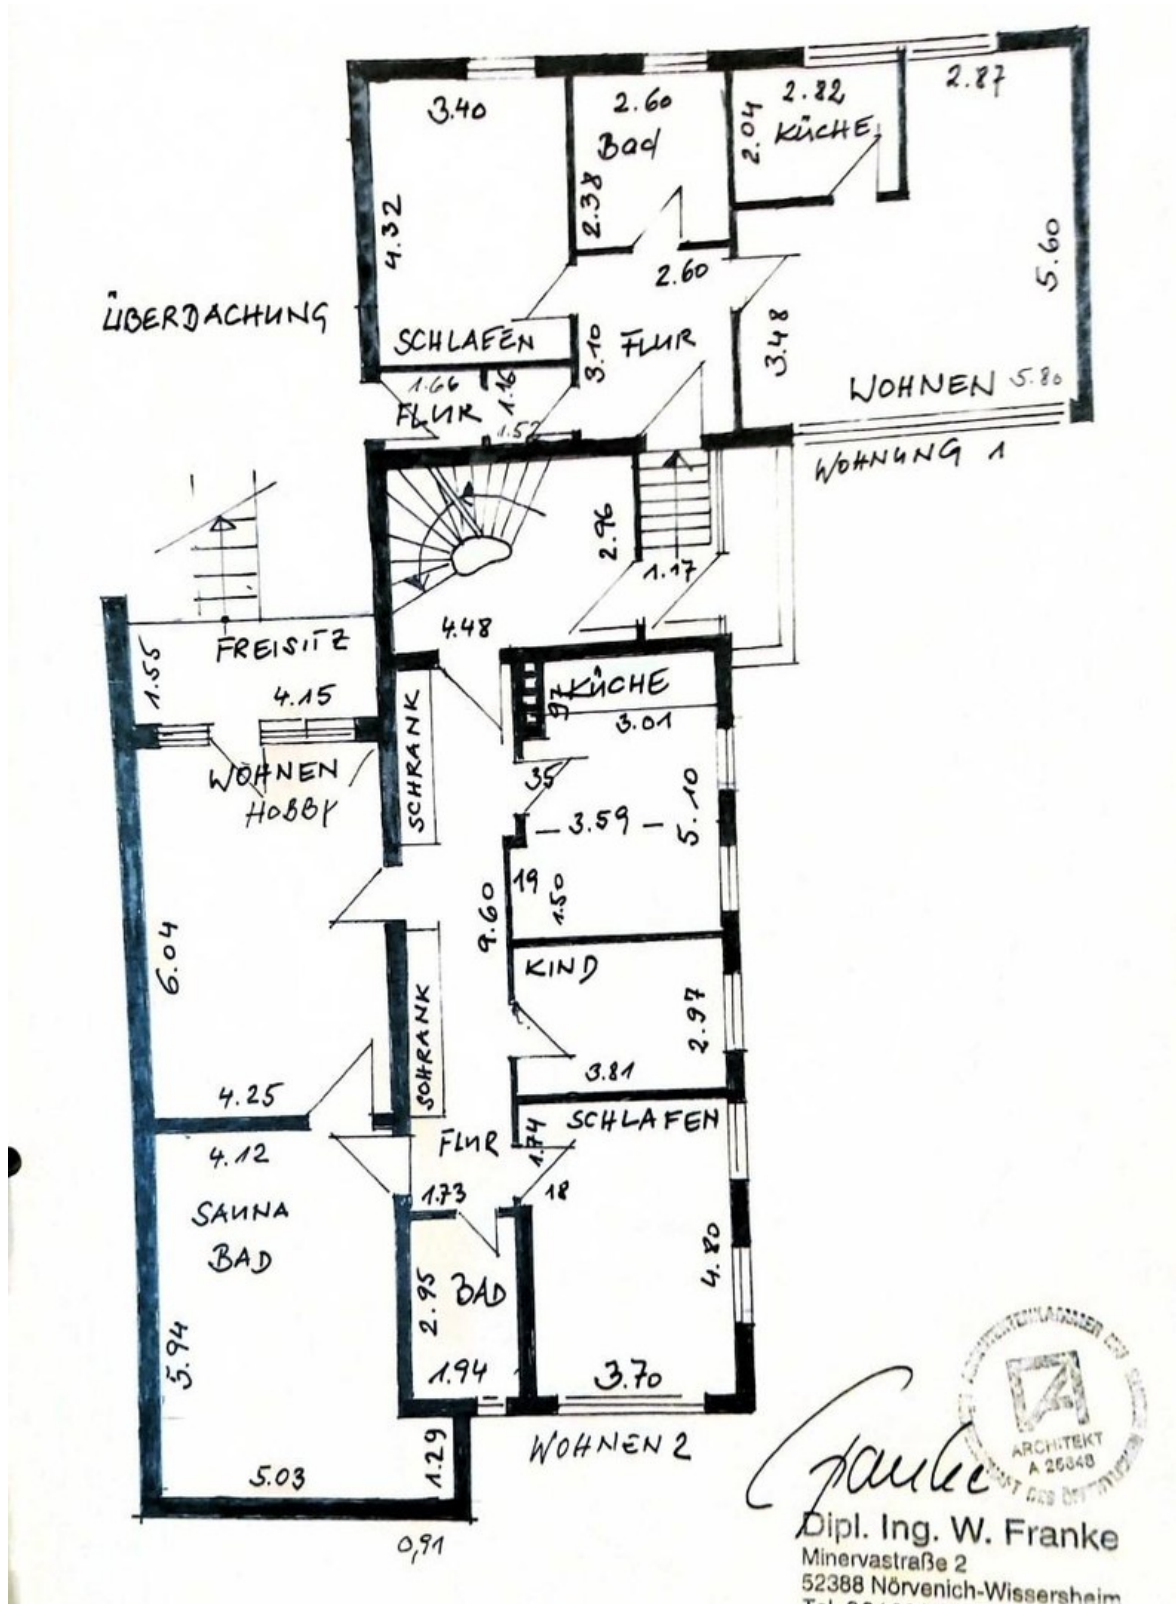 3.40
2.60
Bad
2.38
2.82
2.04
KÜCHE
2.87
4.32
5.60
2.60
ÜBERDACHUNG
SCHLAFEN
3.10
FLUR
3.48
WOHNEN 5.80
1.66
1.16
FLUR
1.57
WOHNUNG 1
2.96
1.17
4.48
FREISITZ
1.55
4.15
KÜCHE
97
3.01
SCHRANK
WOHNEN
HOBBY
35
3.59
5.10
19
1.50
9.60
6.04
KIND
2.97
3.81
SCHRANK
4.25
4.12
FLUR
1.74
SCHLAFEN
1.73
18
SAUNA
BAD
2.95
BAD
4.80
5.94
1.94
3.70
1.29
WOHNEN 2
5.03
0,91
ARCHITEKT
A 26848
Franke
Dipl. Ing. W. Franke
Minervastraße 2
52388 Nörvenich-Wissersheim